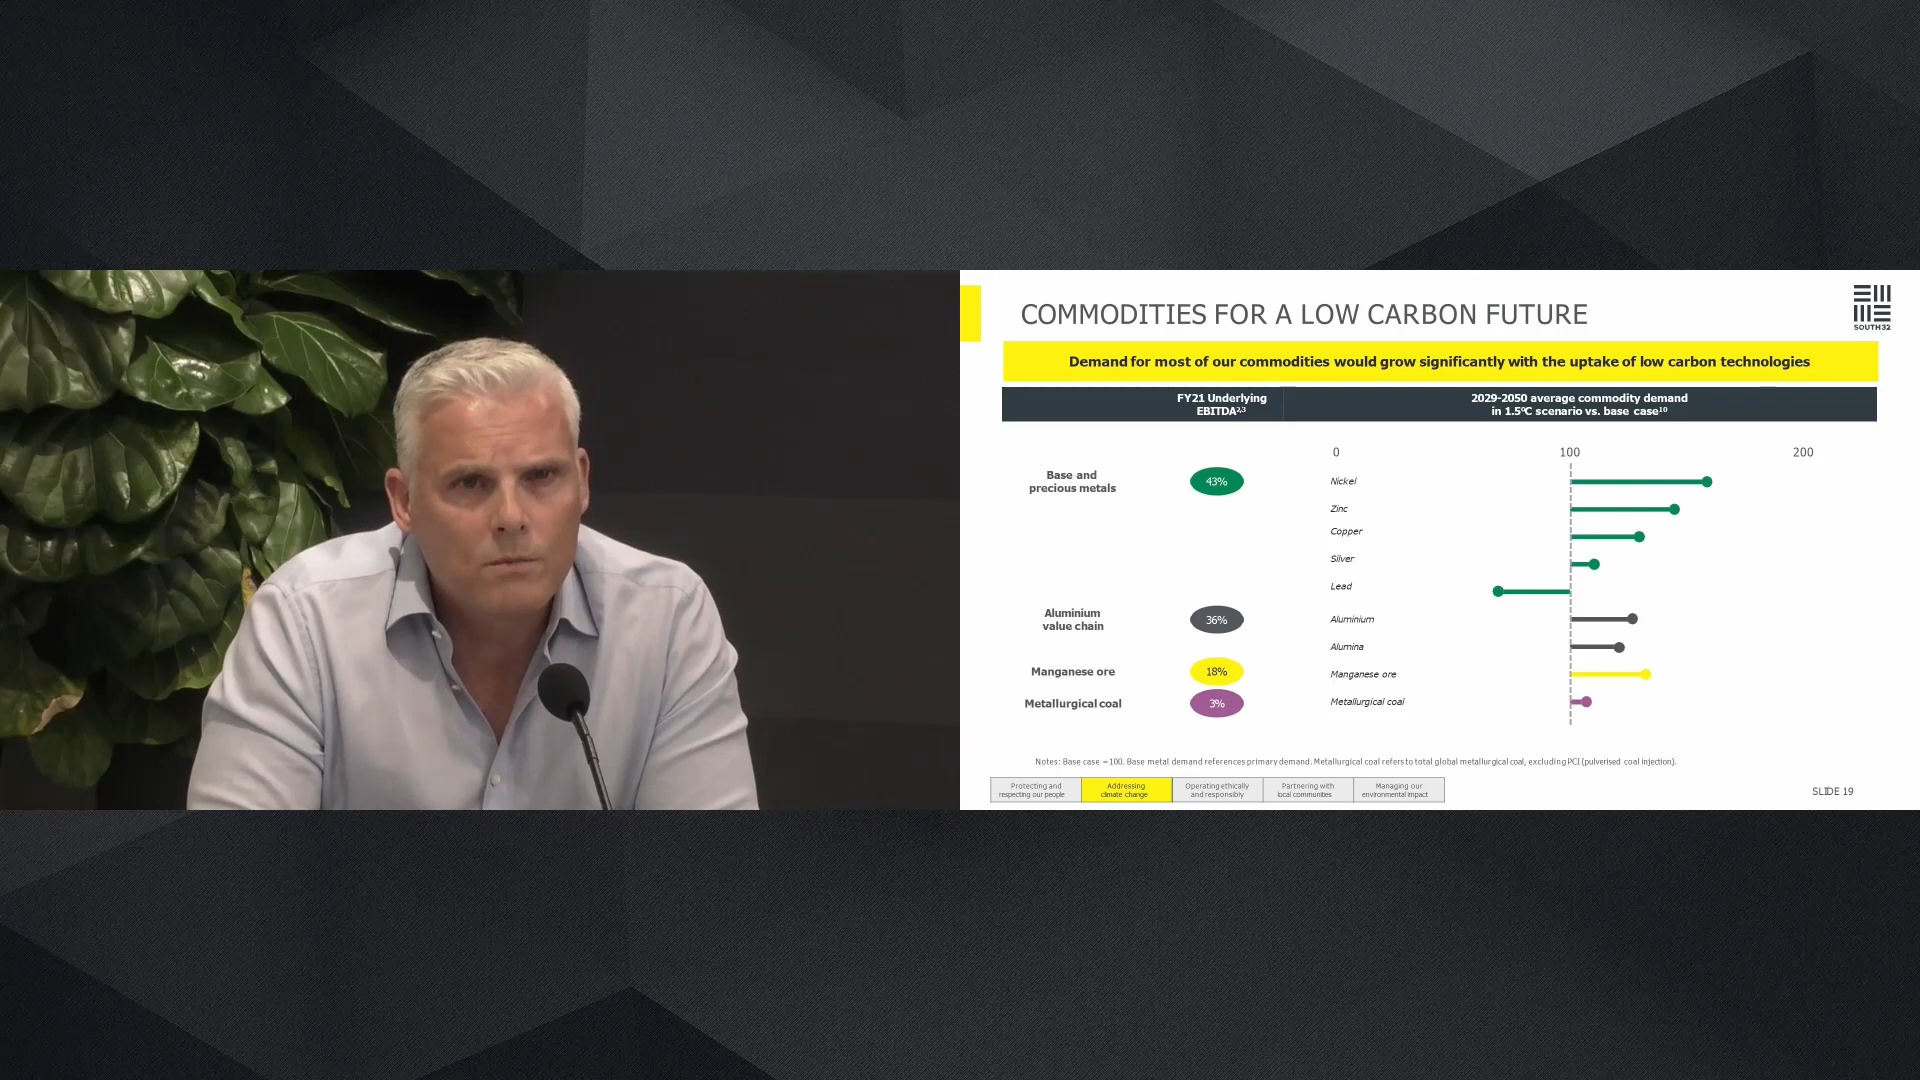 COMMODITIES FOR A LOW CARBON FUTURE
SOUTH32
Demand for most of our commodities would grow significantly with the uptake of low carbon technologies
FY21 Underlying
EBITDA²,³
2029-2050 average commodity demand
in 1.5⁰C scenario vs. base case¹⁰
0 100 200
Base and
precious metals
43%
Nickel
Zinc
Copper
Silver
Lead
Aluminium
value chain
36%
Aluminium
Alumina
Manganese ore
18%
Manganese ore
Metallurgical coal
3%
Metallurgical coal
Notes: Base case =100. Base metal demand references primary demand. Metallurgical coal refers to total global metallurgical coal, excluding PCI (pulverised coal injection).
Protecting and
respecting our people
Addressing
climate change
Operating ethically
and responsibly
Partnering with
local communities
Managing our
environmental impact
SLIDE 19